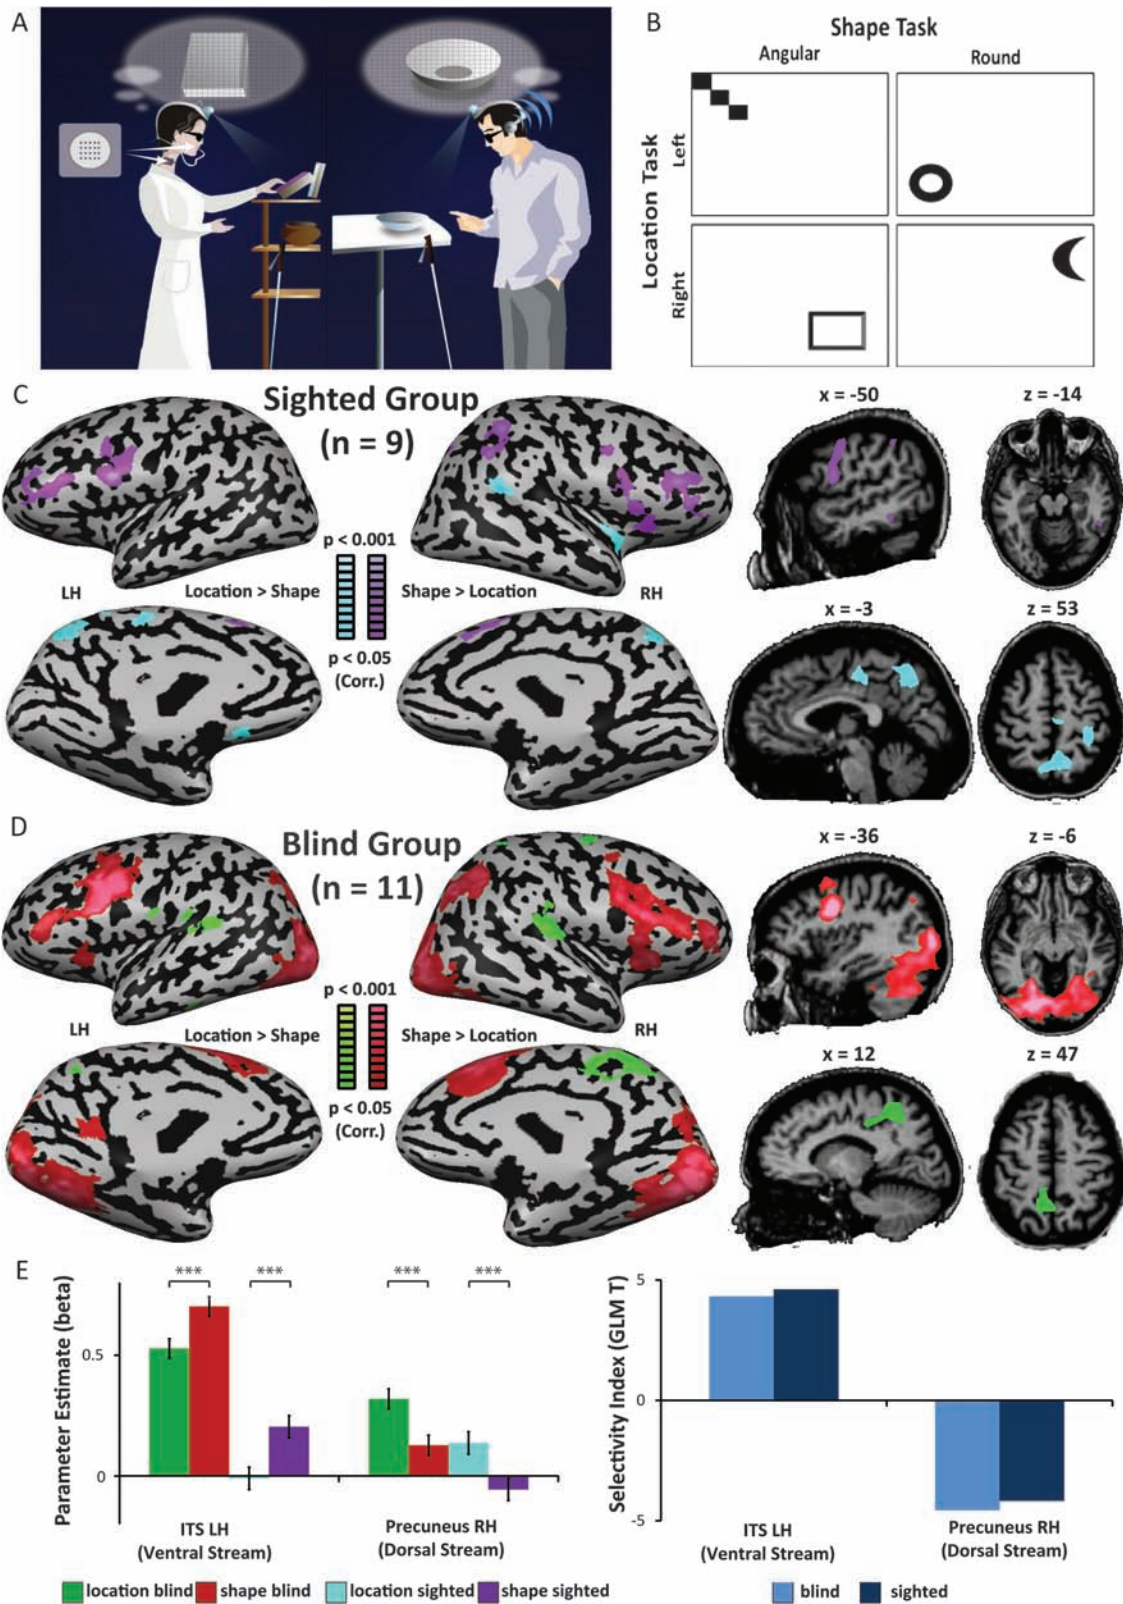 A
B
Shape Task
Angular
Round
Location Task
Left
Right
C
Sighted Group
(n = 9)
x = -50
z = -14
p < 0.001
LH
Location > Shape
Shape > Location
RH
p < 0.05
(Corr.)
x = -3
z = 53
D
Blind Group
(n = 11)
x = -36
z = -6
p < 0.001
LH
Location > Shape
Shape > Location
RH
p < 0.05
(Corr.)
x = 12
z = 47
E
***
***
***
***
Parameter Estimate (beta)
0.5
0
ITS LH
(Ventral Stream)
Precuneus RH
(Dorsal Stream)
location blind
shape blind
location sighted
shape sighted
Selectivity Index (GLM T)
5
0
-5
ITS LH
(Ventral Stream)
Precuneus RH
(Dorsal Stream)
blind
sighted